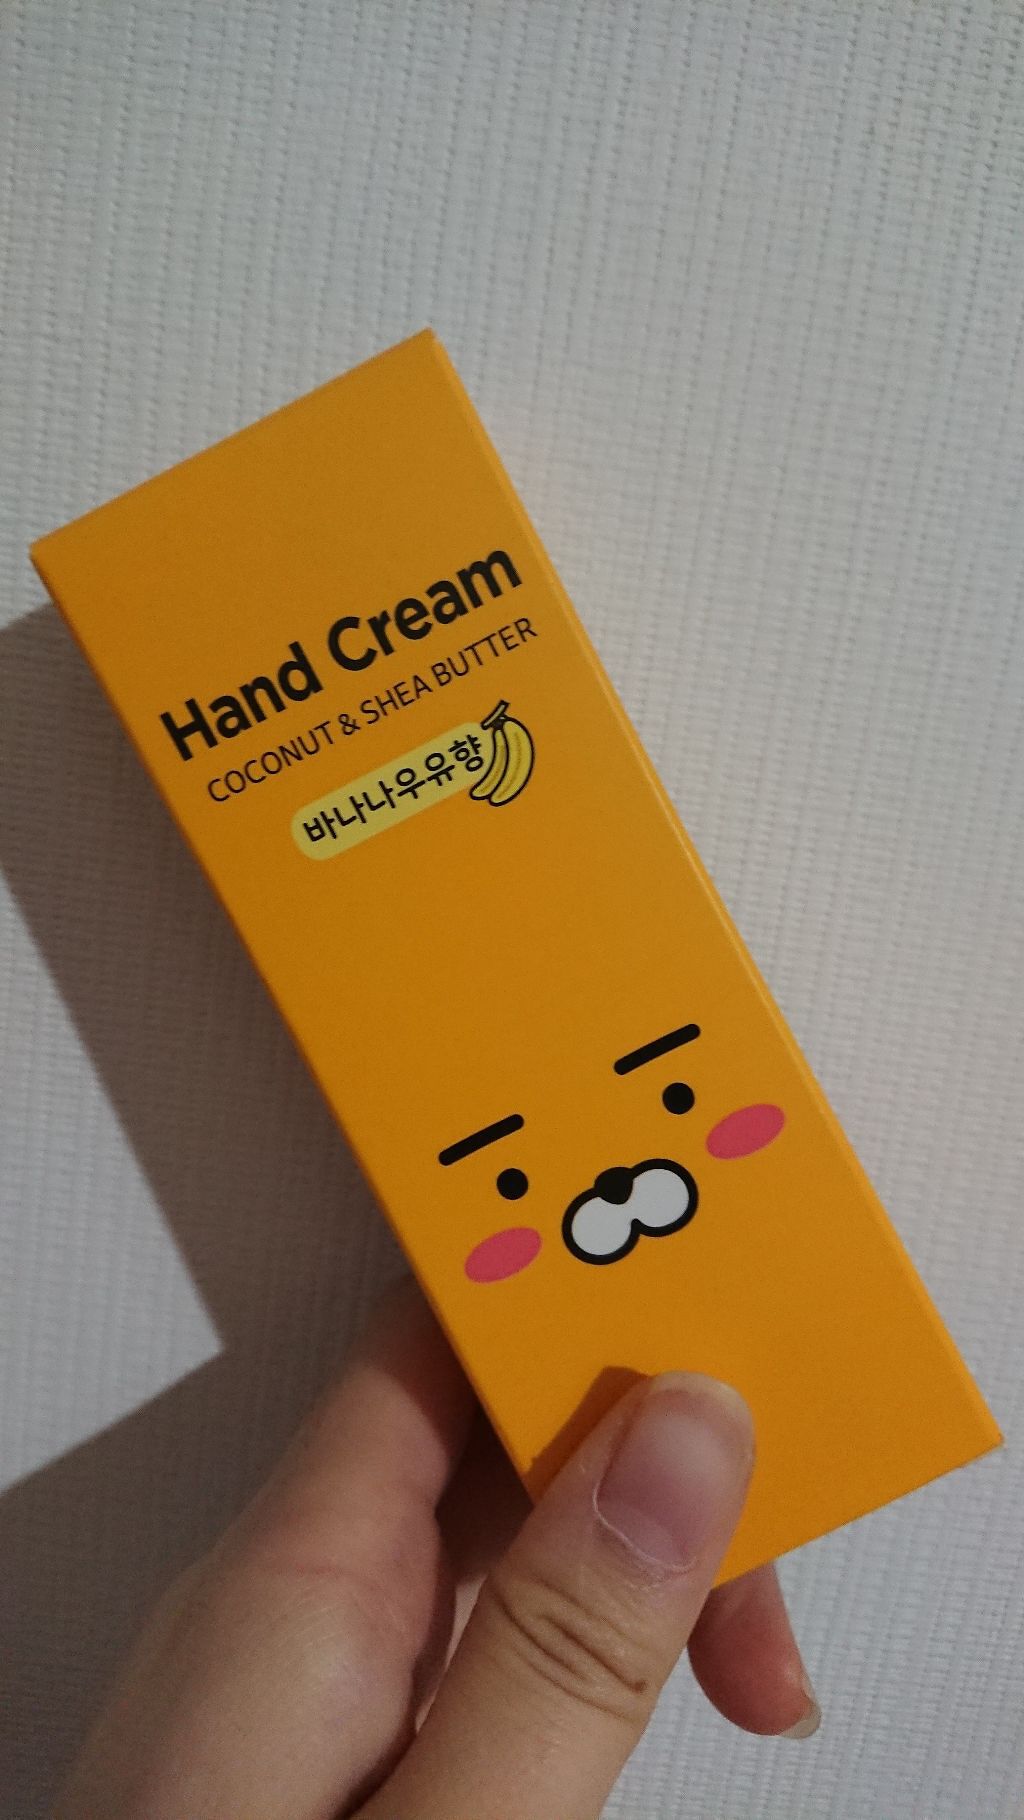 Hand Cream
COCONUT & SHEA BUTTER
바나나우유향